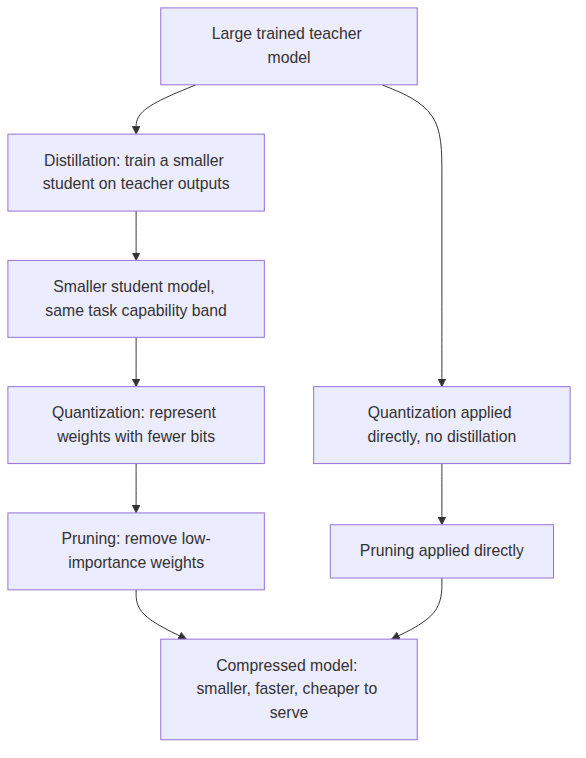 Large trained teacher
model
Distillation: train a smaller
student on teacher outputs
Smaller student model,
same task capability band
Quantization: represent
weights with fewer bits
Quantization applied
directly, no distillation
Pruning: remove low-
importance weights
Pruning applied directly
Compressed model:
smaller, faster, cheaper to
serve